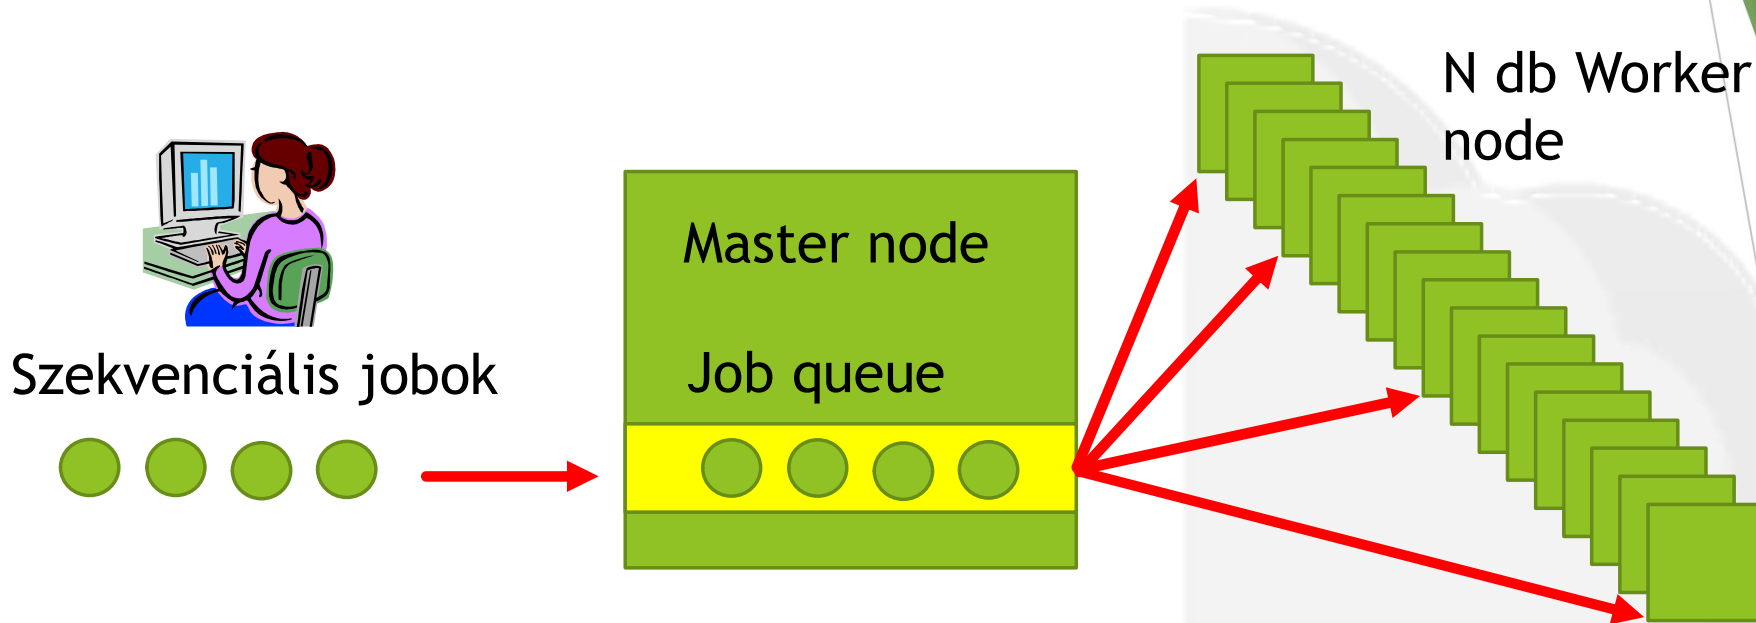 N db Worker
node
Master node
Szekvenciális jobok
Job queue